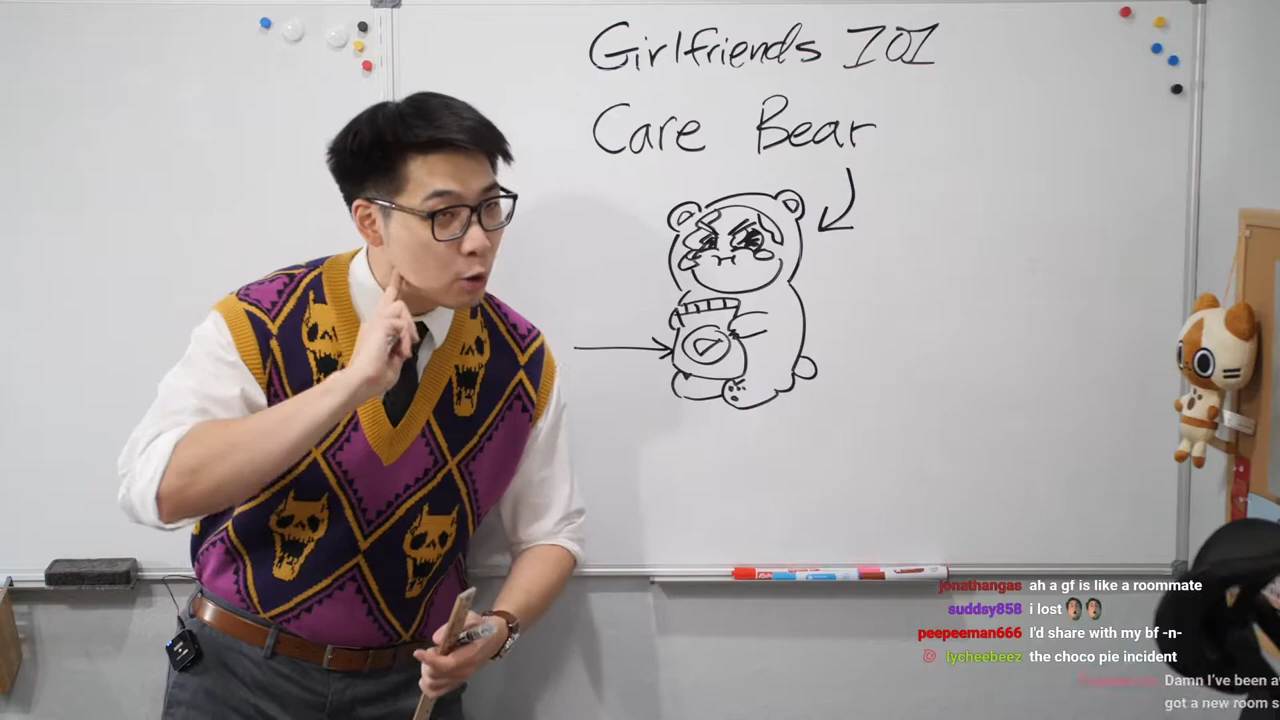 Girlfriends 101
Care Bear
jonathangas ah a gf is like a roommate
suddsy858 i lost
peepeeman666 I'd share with my bf -n-
lycheebeez the choco pie incident
Damn I've been a
got a new room s